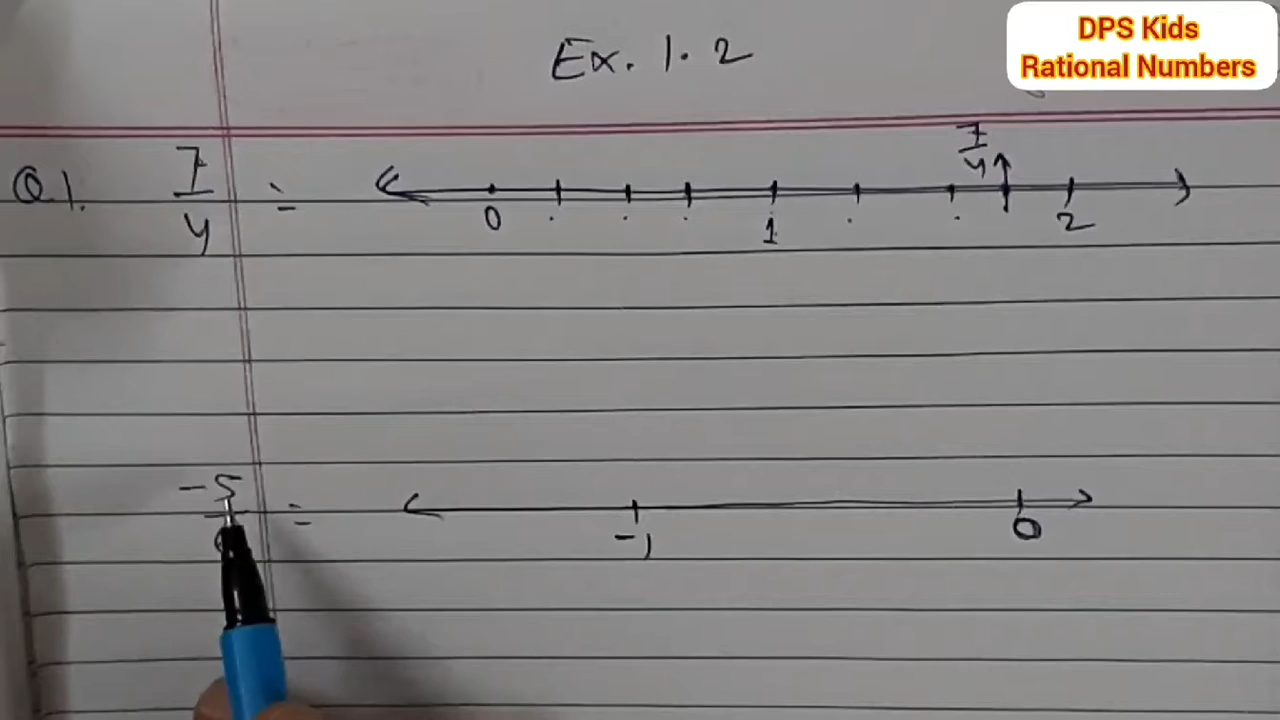 DPS Kids
Rational Numbers
Ex. 1.2
Q.1. 7/4 =
7/4
0 1 2
-5
=
-1 0